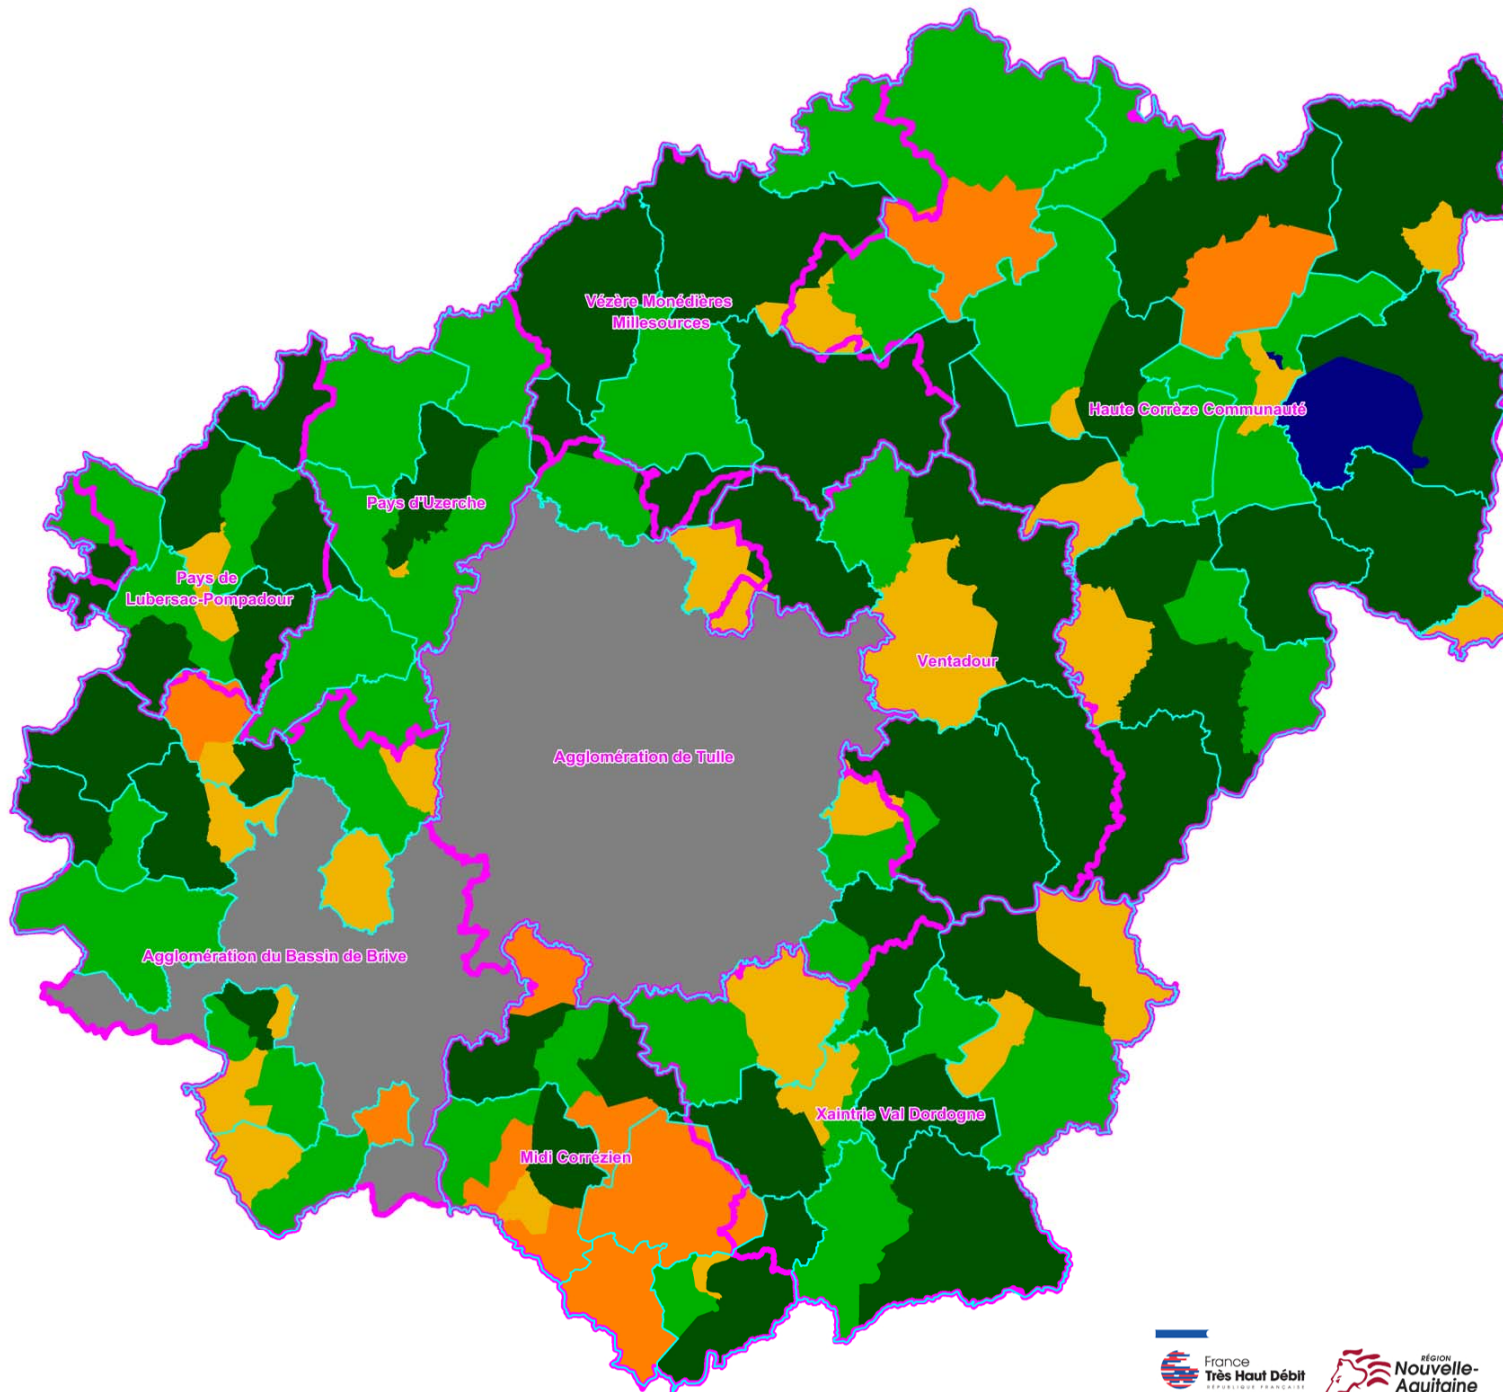 Vézère Monédières
Millesources
Haute Corrèze Communauté
Pays d'Uzerche
Pays de
Lubersac-Pompadour
Ventadour
Agglomération de Tulle
Agglomération du Bassin de Brive
Xaintrie Val Dordogne
Midi Corrézien
France
Très Haut Débit
RÉPUBLIQUE FRANÇAISE
RÉGION
Nouvelle-
Aquitaine